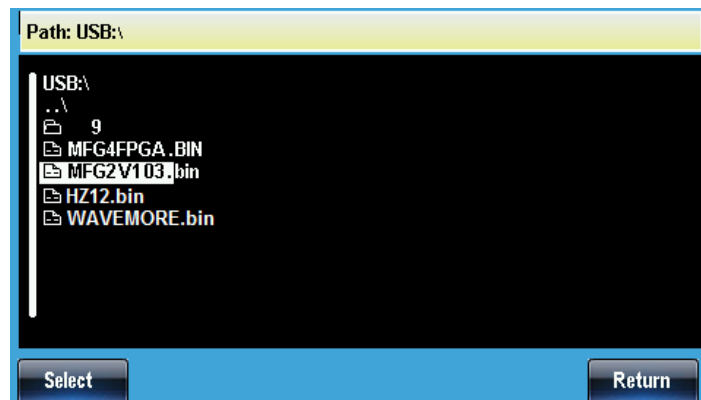 Path: USB:\
USB:\
..\
9
MFG4FPGA.BIN
MFG2V103.bin
HZ12.bin
WAVEMORE.bin
Select
Return